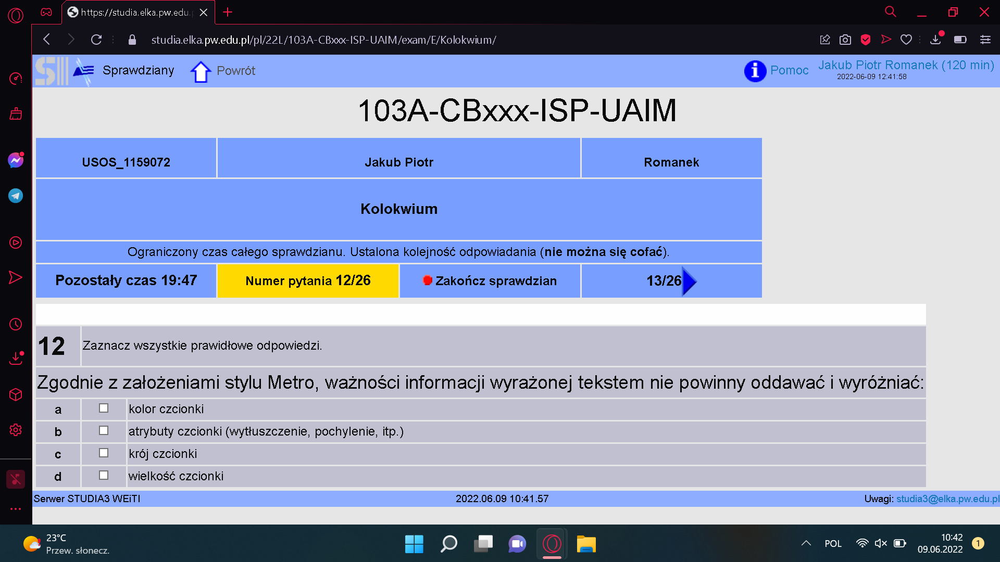 https://studia.elka.pw.edu.
studia.elka.pw.edu.pl/pl/22L/103A-CBxxx-ISP-UAIM/exam/E/Kolokwium/
Sprawdziany
Powrót
Pomoc
Jakub Piotr Romanek (120 min)
2022-06-09 12:41:58
103A-CBxxx-ISP-UAIM
USOS_1159072
Jakub Piotr
Romanek
Kolokwium
Ograniczony czas całego sprawdzianu. Ustalona kolejność odpowiadania (nie można się cofać).
Pozostały czas 19:47
Numer pytania 12/26
Zakończ sprawdzian
13/26
12
Zaznacz wszystkie prawidłowe odpowiedzi.
Zgodnie z założeniami stylu Metro, ważności informacji wyrażonej tekstem nie powinny oddawać i wyróżniać:
a kolor czcionki
b atrybuty czcionki (wytłuszczenie, pochylenie, itp.)
c krój czcionki
d wielkość czcionki
Serwer STUDIA3 WEiTI
2022.06.09 10:41.57
Uwagi: studia3@elka.pw.edu.pl
23°C
Przew. słonecz.
POL
10:42
09.06.2022
1